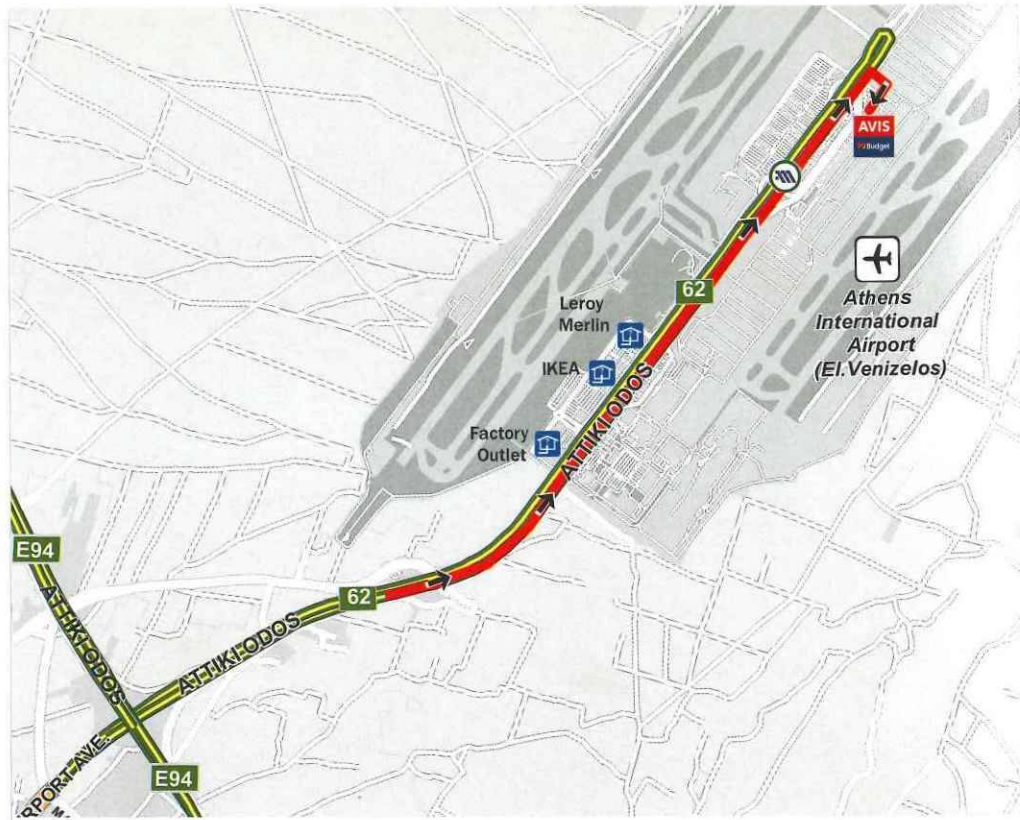 AVIS
Budget
62
Athens
International
Airport
(El.Venizelos)
Leroy
Merlin
IKEA
ATTIKI ODOS
Factory
Outlet
E94
ATTIKI ODOS
62
ATTIKI ODOS
E94
RPORT AVE.